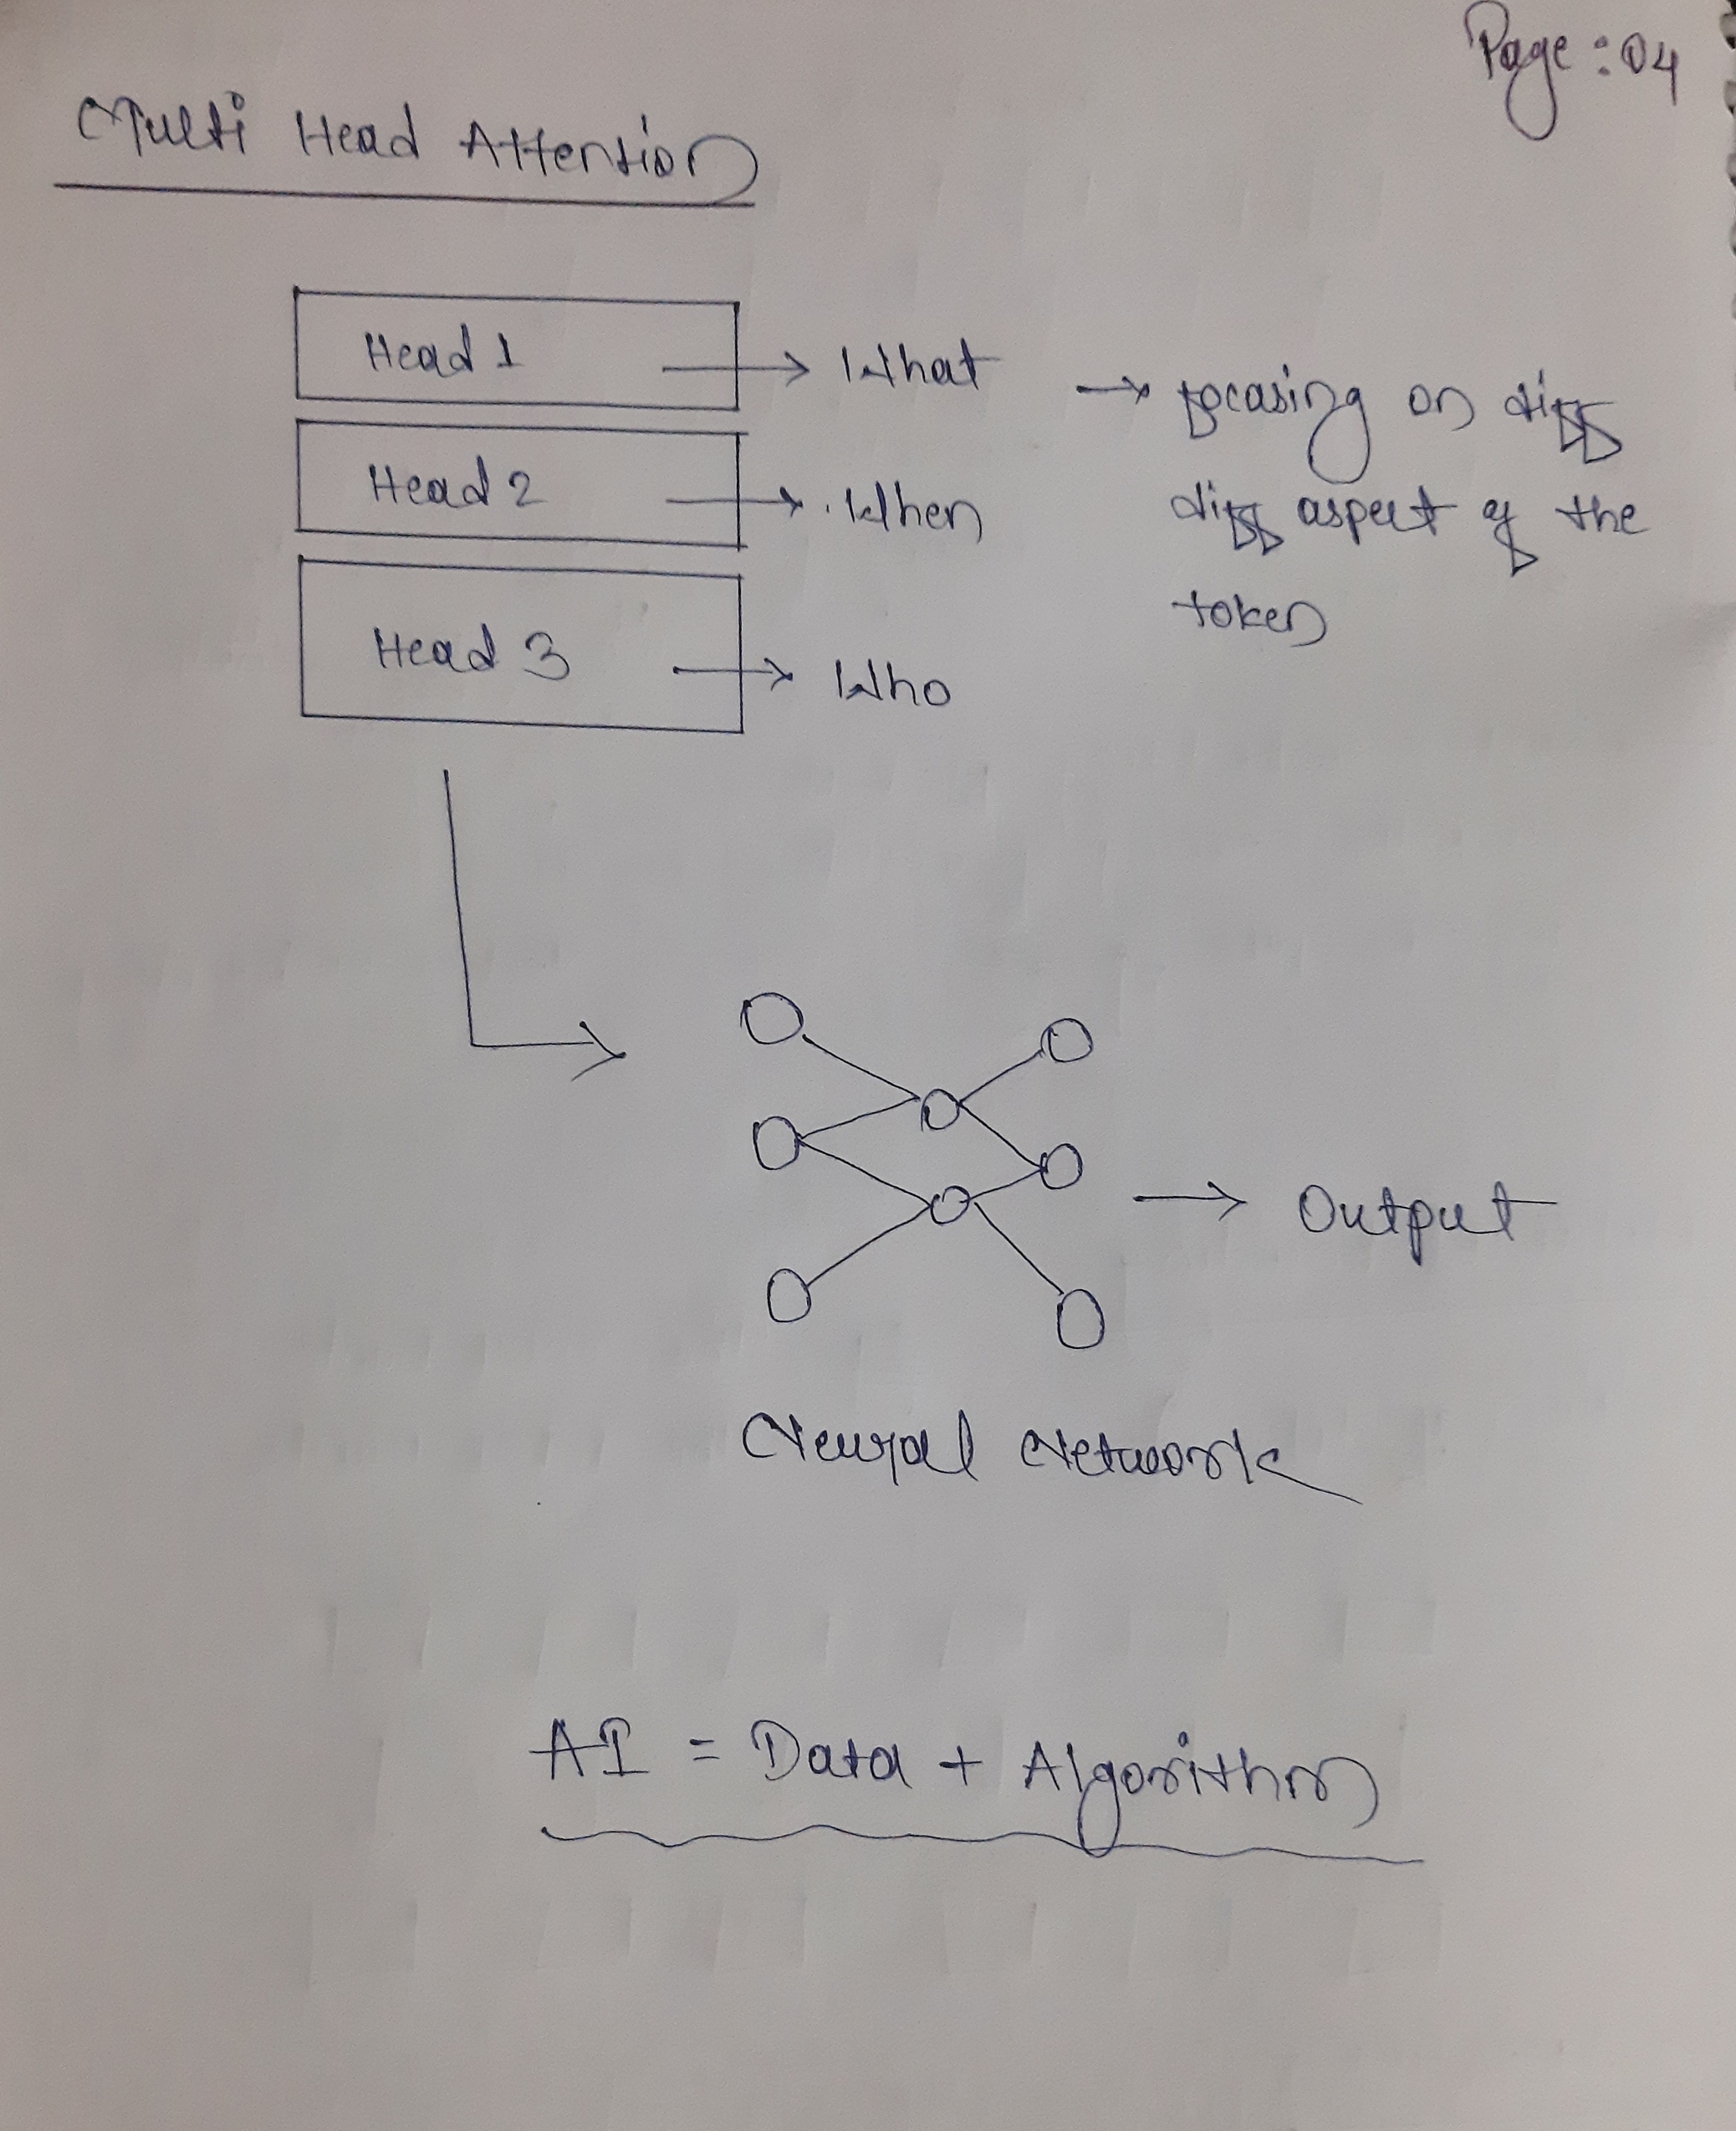 Page : 04
Multi Head Attention
Head 1 → What → focusing on diff
Head 2 → When diff aspect of the
token
Head 3 → Who
→ Output
Neural Network
AI = Data + Algorithm